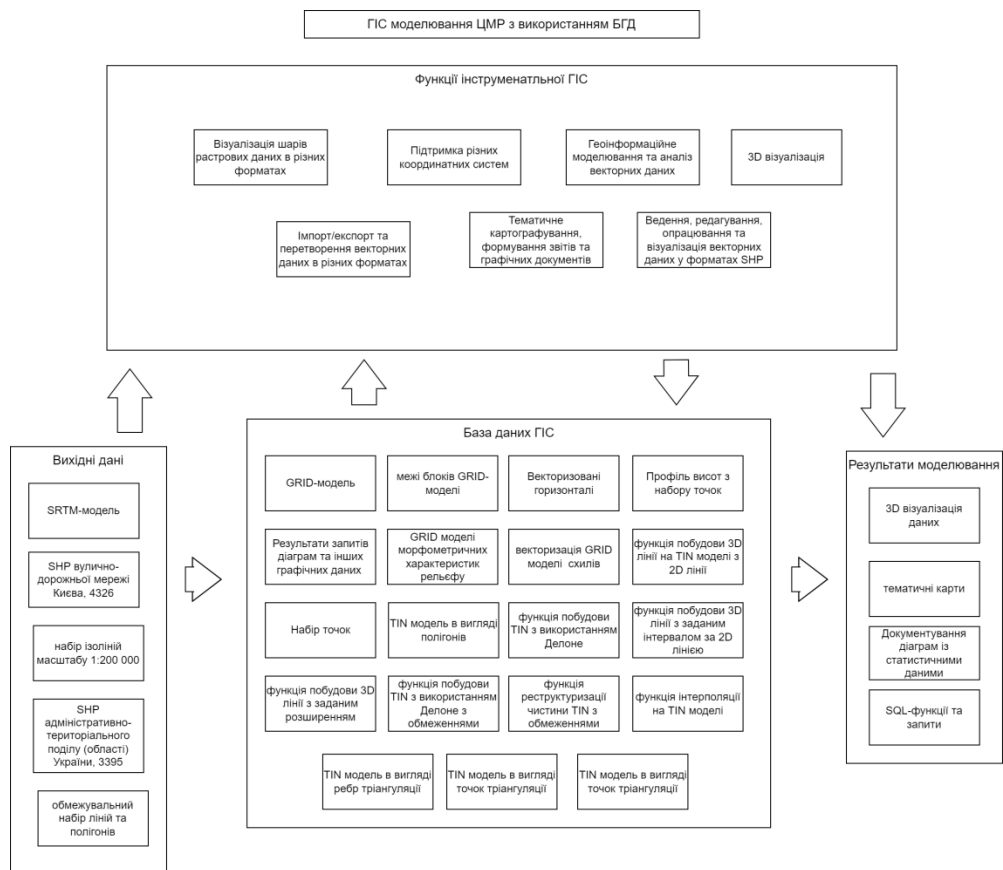 ГІС моделювання ЦМР з використанням БГД
Функції інструменатльної ГІС
Візуалізація шарів
растрових даних в різних
форматах
Підтримка різних
координатних систем
Геоінформаційне
моделювання та аналіз
векторних даних
3D візуалізація
Імпорт/експорт та
перетворення векторних
даних в різних форматах
Тематичне
картографування,
формування звітів та
графічних документів
Ведення, редагування,
опрацювання та
візуалізація векторних
даних у форматах SHP
Вихідні дані
SRTM-модель
SHP вулично-
дорожньої мережі
Києва, 4326
набір ізоліній
масштабу 1:200 000
SHP
адміністративно-
територіального
поділу (області)
України, 3395
обмежувальний
набір ліній та
полігонів
База даних ГІС
GRID-модель
межі блоків GRID-
моделі
Векторизовані
горизонталі
Профіль висот з
набору точок
Результати запитів
діаграм та інших
графічних даних
GRID моделі
морфометричних
характеристик
рельєфу
векторизація GRID
моделі схилів
функція побудови 3D
лінії на TIN моделі з
2D лінії
Набір точок
TIN модель в вигляді
полігонів
функція побудови
TIN з використанням
Делоне
функція побудови 3D
лінії з заданим
інтервалом за 2D
лінією
функція побудови 3D
лінії з заданим
розширенням
функція побудови
TIN з використанням
Делоне з
обмеженнями
функція
реструктуризації
чистини TIN з
обмеженнями
функція інтерполяції
на TIN моделі
TIN модель в вигляді
ребр тріангуляції
TIN модель в вигляді
точок тріангуляції
TIN модель в вигляді
точок тріангуляції
Результати моделювання
3D візуалізація
даних
тематичні карти
Документування
діаграм із
статистичними
даними
SQL-функції та
запити